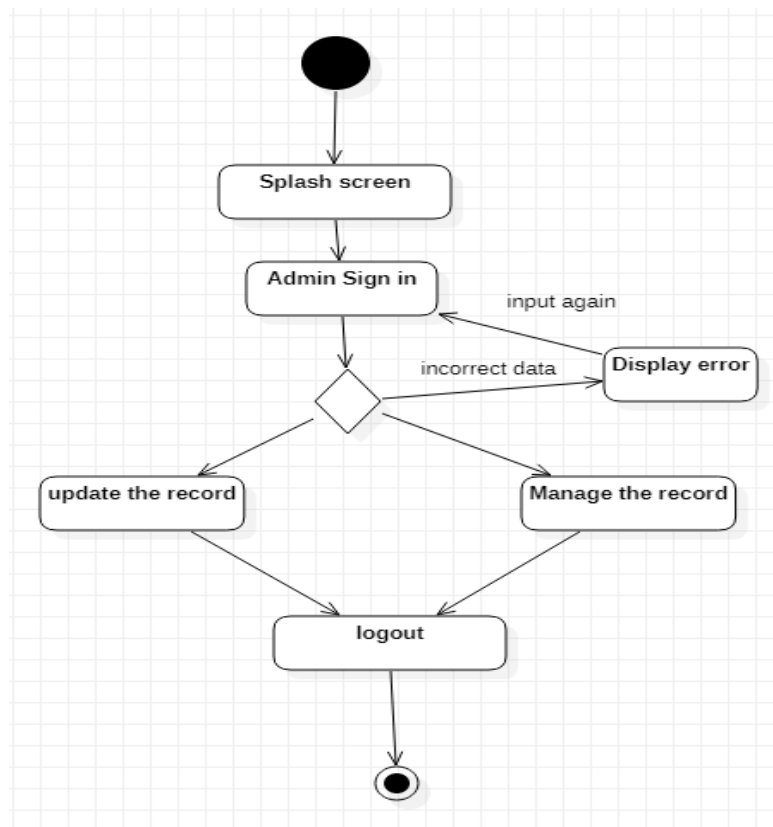 Splash screen
Admin Sign in
input again
Display error
incorrect data
update the record
Manage the record
logout